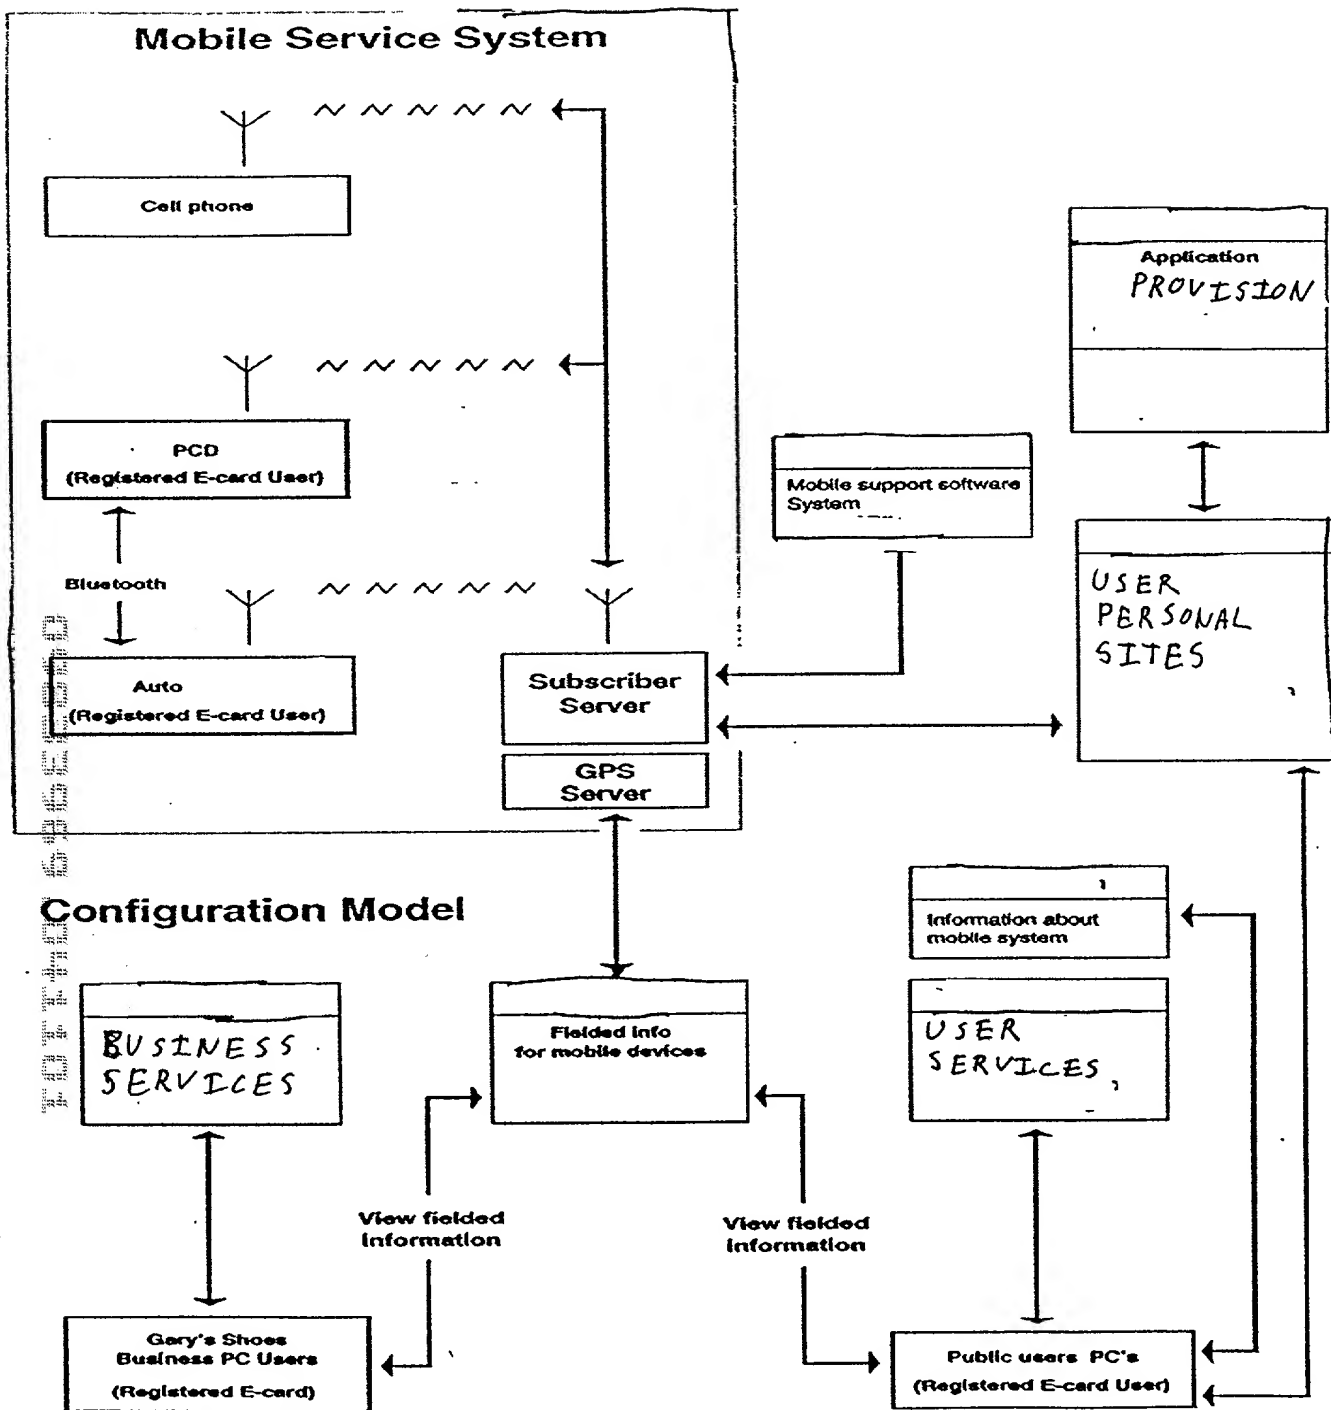 Mobile Service System
Cell phone
Application
PROVISION
PCD
(Registered E-card User)
Mobile support software
System
Bluetooth
USER
PERSONAL
SITES
Auto
(Registered E-card User)
Subscriber
Server
GPS
Server
Configuration Model
Information about
mobile system
BUSINESS
SERVICES
Fielded info
for mobile devices
USER
SERVICES
View fielded
Information
View fielded
Information
Gary's Shoes
Business PC Users
(Registered E-card)
Public users PC's
(Registered E-card User)